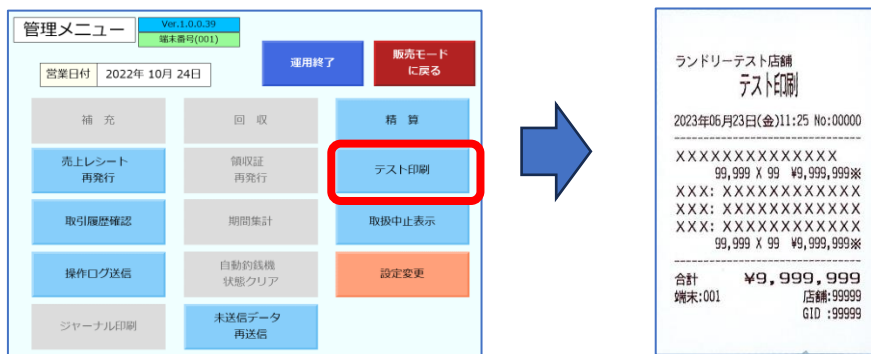 管理メニュー
Ver.1.0.0.39
端末番号(001)
運用終了
販売モード
に戻る
営業日付 2022年 10月 24日
補 充
回 収
精 算
売上レシート
再発行
領収証
再発行
テスト印刷
取引履歴確認
期間集計
取扱中止表示
操作ログ送信
自動釣銭機
状態クリア
設定変更
ジャーナル印刷
未送信データ
再送信
ランドリーテスト店舗
テスト印刷
2023年06月23日(金)11:25 No:00000
XXXXXXXXXXXXXX
99,999 X 99 ¥9,999,999※
XXX: XXXXXXXXXXXX
XXX: XXXXXXXXXXXX
XXX: XXXXXXXXXXXX
99,999 X 99 ¥9,999,999※
合計 ¥9,999,999
端末:001 店舗:99999
GID :99999